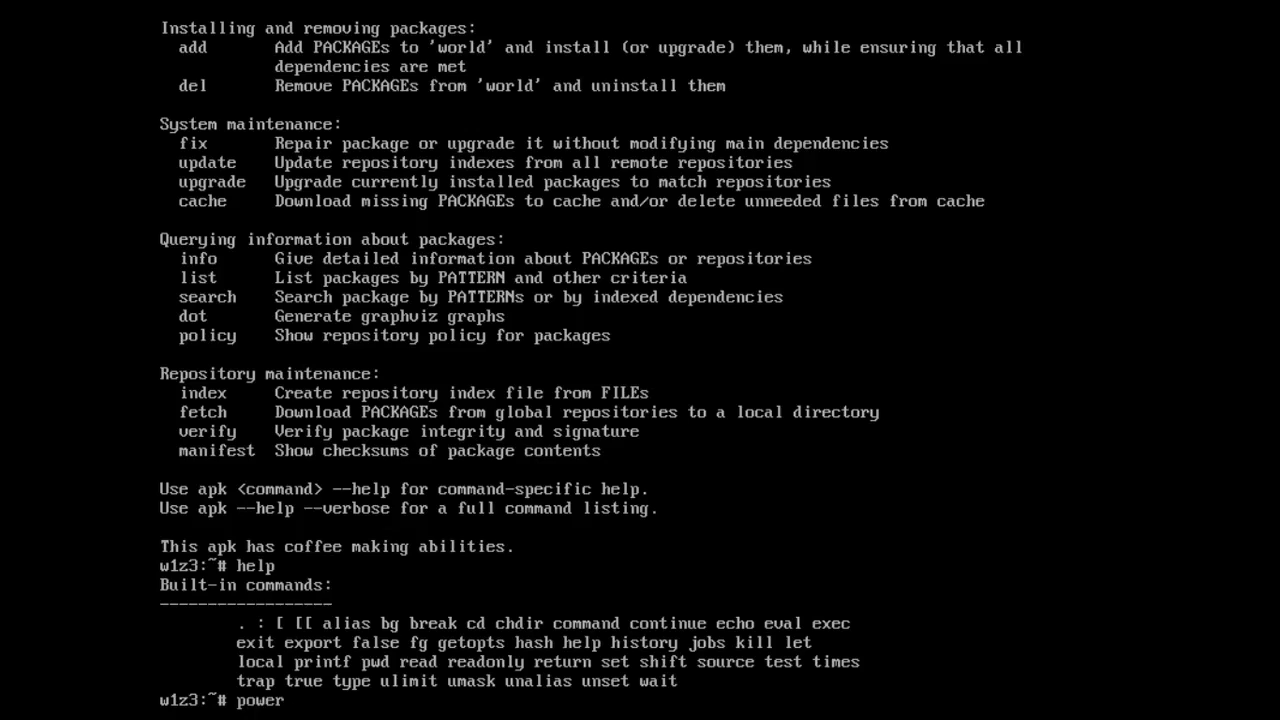 Installing and removing packages:
  add       Add PACKAGEs to 'world' and install (or upgrade) them, while ensuring that all
            dependencies are met
  del       Remove PACKAGEs from 'world' and uninstall them

System maintenance:
  fix       Repair package or upgrade it without modifying main dependencies
  update    Update repository indexes from all remote repositories
  upgrade   Upgrade currently installed packages to match repositories
  cache     Download missing PACKAGEs to cache and/or delete unneeded files from cache

Querying information about packages:
  info      Give detailed information about PACKAGEs or repositories
  list      List packages by PATTERN and other criteria
  search    Search package by PATTERNs or by indexed dependencies
  dot       Generate graphviz graphs
  policy    Show repository policy for packages

Repository maintenance:
  index     Create repository index file from FILEs
  fetch     Download PACKAGEs from global repositories to a local directory
  verify    Verify package integrity and signature
  manifest  Show checksums of package contents

Use apk <command> --help for command-specific help.
Use apk --help --verbose for a full command listing.

This apk has coffee making abilities.
w1z3:~# help
Built-in commands:
------------------
        . : [ [[ alias bg break cd chdir command continue echo eval exec
        exit export false fg getopts hash help history jobs kill let
        local printf pwd read readonly return set shift source test times
        trap true type ulimit umask unalias unset wait
w1z3:~# power